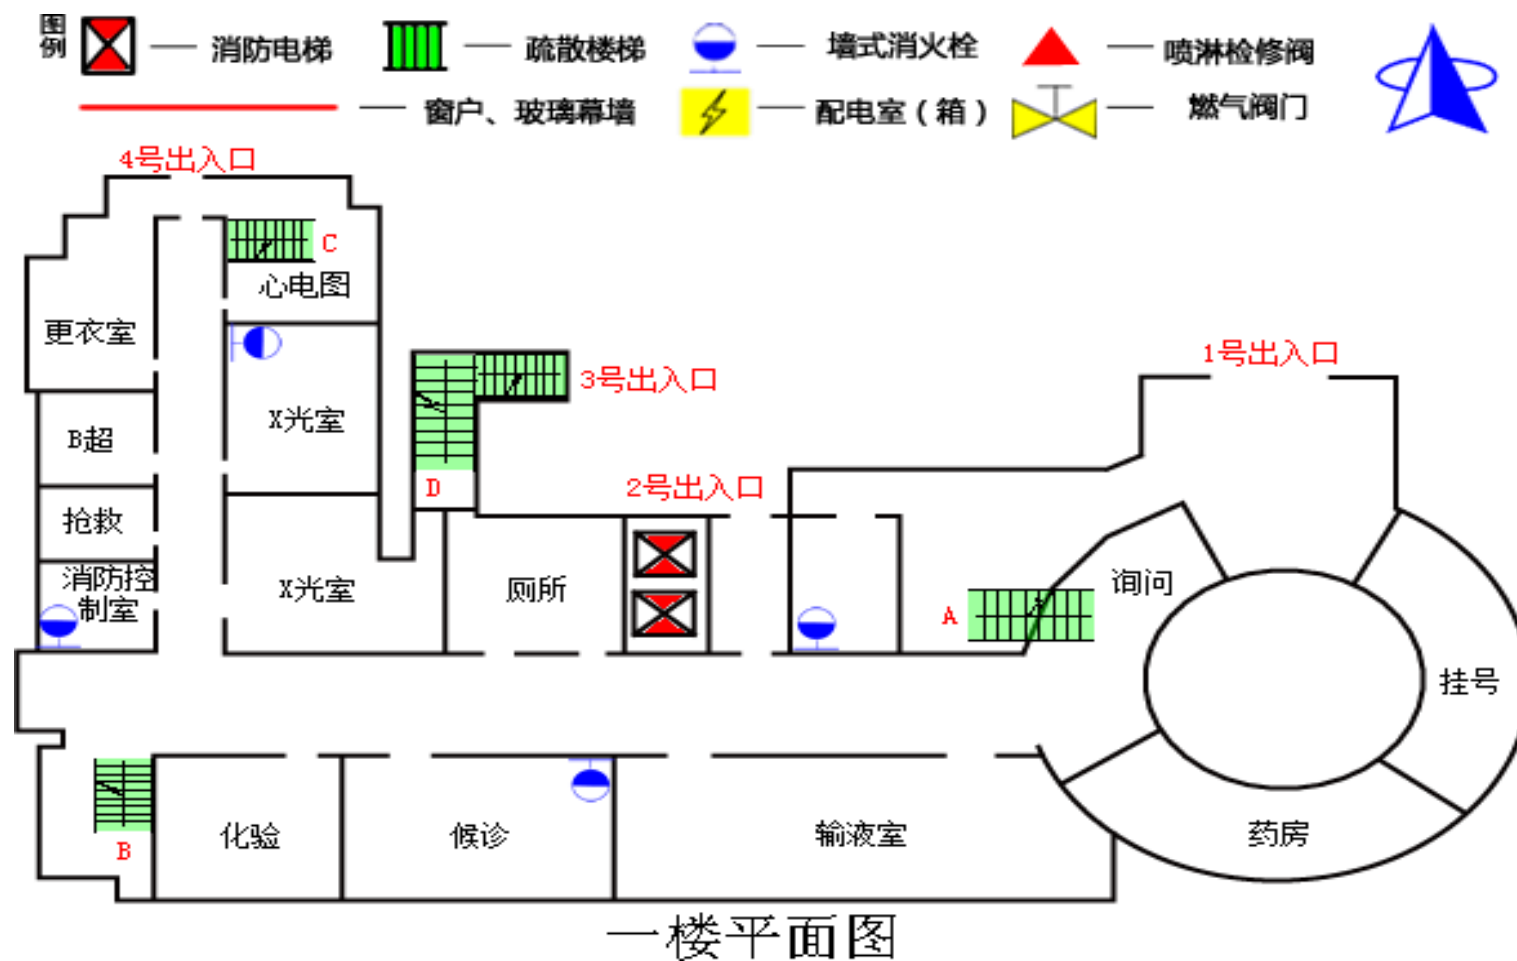 图例
消防电梯
疏散楼梯
墙式消火栓
喷淋检修阀
窗户、玻璃幕墙
配电室（箱）
燃气阀门
4号出入口
C
心电图
更衣室
1号出入口
3号出入口
X光室
B超
D
2号出入口
抢救
消防控
制室
X光室
厕所
询问
A
挂号
化验
候诊
输液室
药房
B
一楼平面图